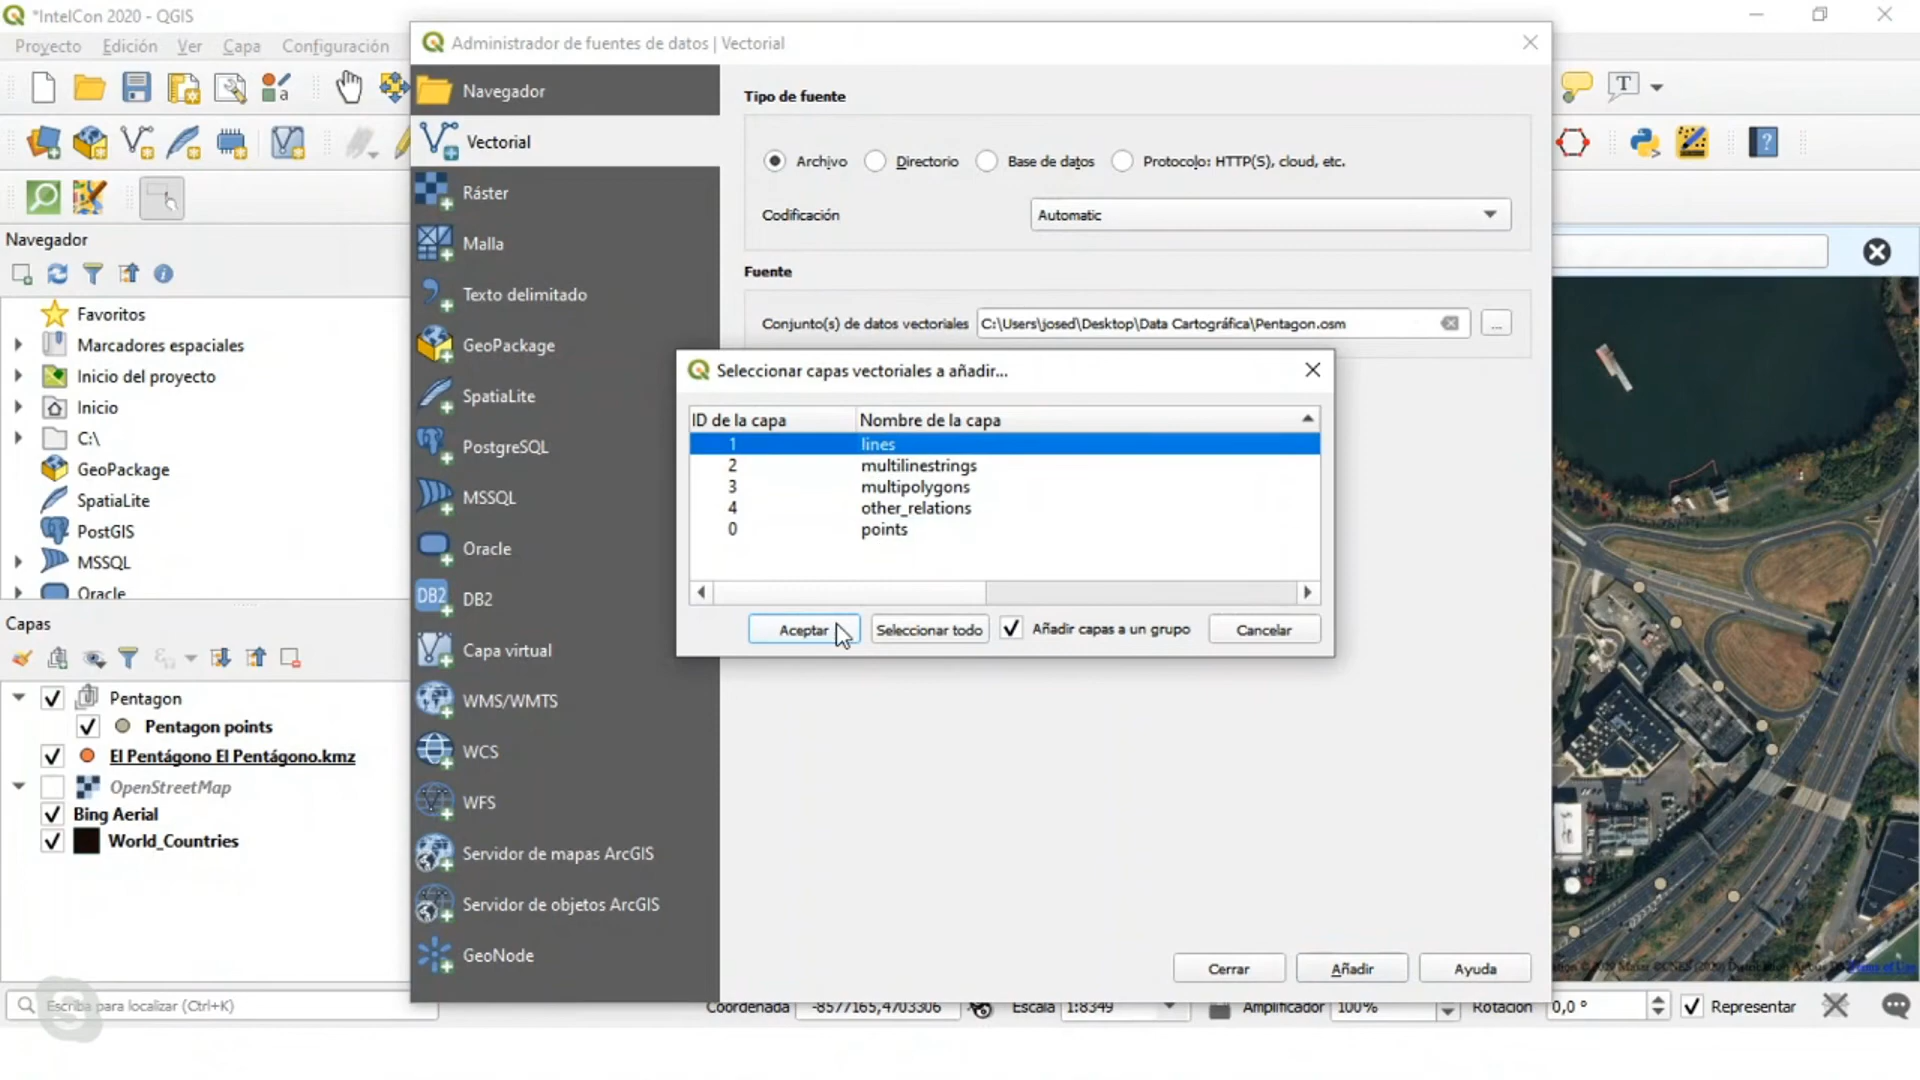 *IntelCon 2020 - QGIS
Proyecto Edición Ver Capa Configuración
Administrador de fuentes de datos | Vectorial
Navegador
Vectorial
Ráster
Malla
Texto delimitado
GeoPackage
SpatiaLite
PostgreSQL
MSSQL
Oracle
DB2
Capa virtual
WMS/WMTS
WCS
WFS
Servidor de mapas ArcGIS
Servidor de objetos ArcGIS
GeoNode
Tipo de fuente
Archivo Directorio Base de datos Protocolo: HTTP(S), cloud, etc.
Codificación Automatic
Fuente
Conjunto(s) de datos vectoriales C:\Users\josed\Desktop\Data Cartográfica\Pentagon.osm ...
Seleccionar capas vectoriales a añadir...
ID de la capa Nombre de la capa
1 lines
2 multilinestrings
3 multipolygons
4 other_relations
0 points
Aceptar Seleccionar todo Añadir capas a un grupo Cancelar
Cerrar Añadir Ayuda
Navegador
Favoritos
Marcadores espaciales
Inicio del proyecto
Inicio
C:\
GeoPackage
SpatiaLite
PostGIS
MSSQL
Oracle
Capas
Pentagon
Pentagon points
El Pentágono El Pentágono.kmz
OpenStreetMap
Bing Aerial
World_Countries
Escriba para localizar (Ctrl+K)
Coordenada -8577165,4703306 Escala 1:8349 Amplificador 100% Rotación 0,0 ° Representar